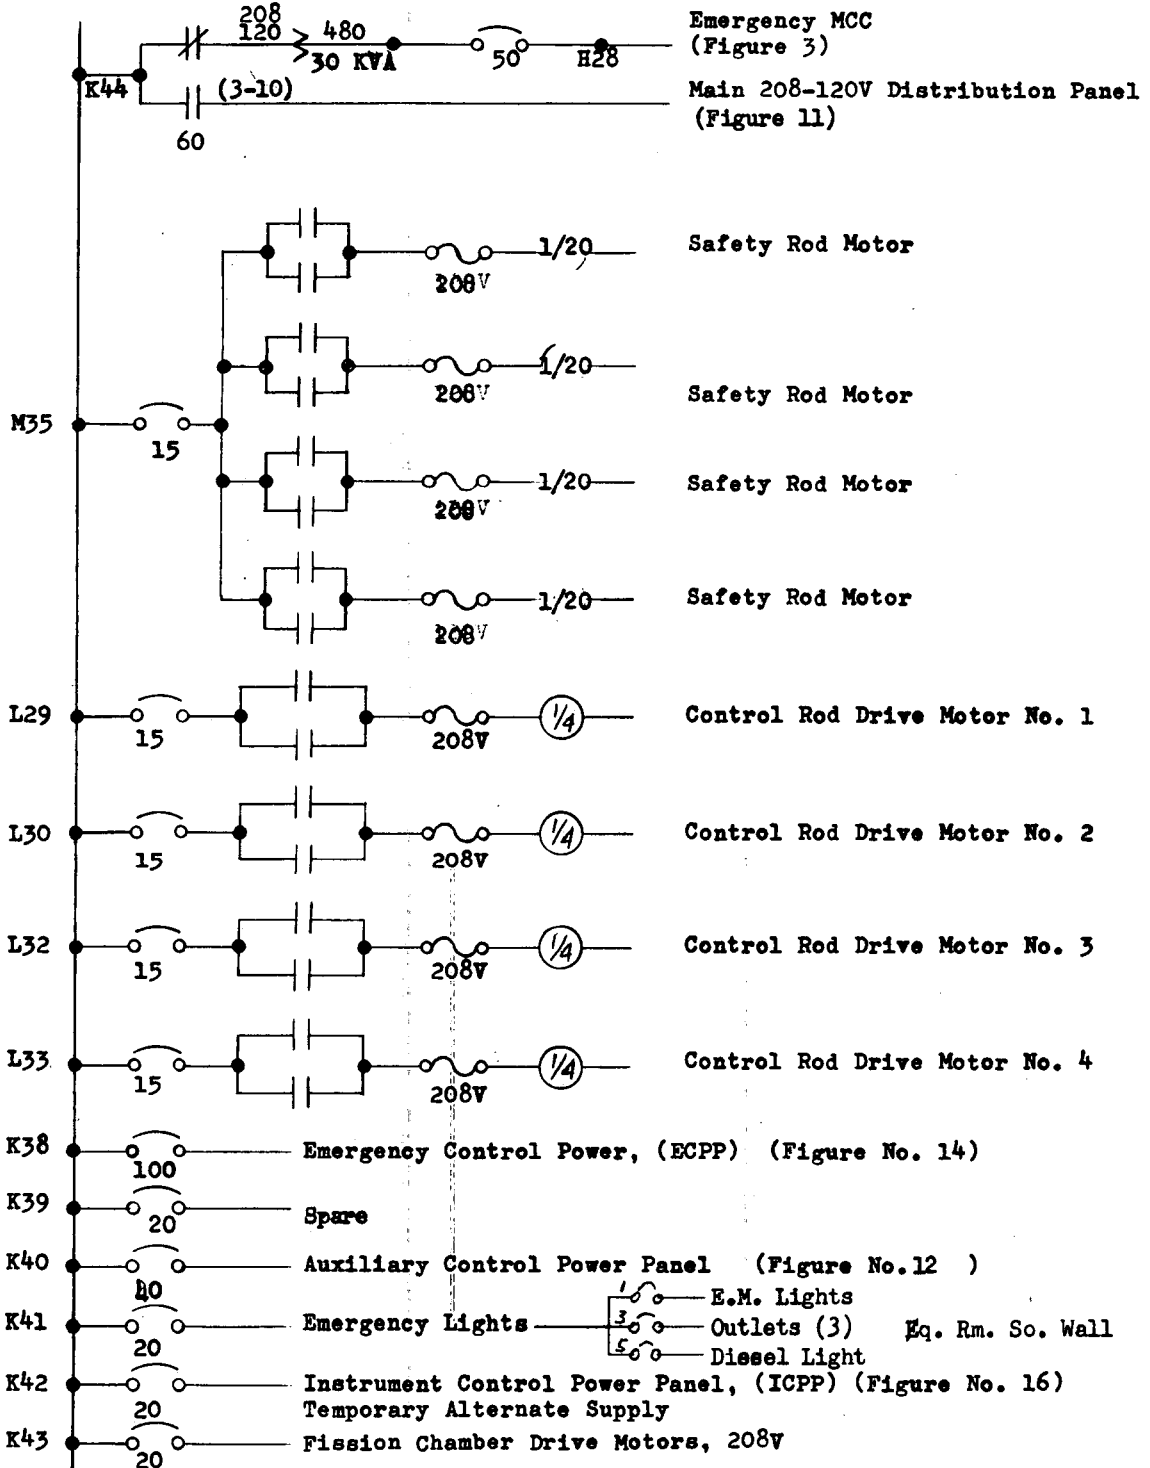 208
120
480
30 KVA
50
H28
Emergency MCC
(Figure 3)
K44
(3-10)
60
Main 208-120V Distribution Panel
(Figure 11)
1/20
208V
Safety Rod Motor
1/20
208V
Safety Rod Motor
M35
15
1/20
208V
Safety Rod Motor
1/20
208V
Safety Rod Motor
L29
15
208V
1/4
Control Rod Drive Motor No. 1
L30
15
208V
1/4
Control Rod Drive Motor No. 2
L32
15
208V
1/4
Control Rod Drive Motor No. 3
L33
15
208V
1/4
Control Rod Drive Motor No. 4
K38
100
Emergency Control Power, (ECPP) (Figure No. 14)
K39
20
Spare
K40
Auxiliary Control Power Panel (Figure No.12 )
K41
20
Emergency Lights
1
E.M. Lights
3
Outlets (3) Eq. Rm. So. Wall
5
Diesel Light
K42
20
Instrument Control Power Panel, (ICPP) (Figure No. 16)
Temporary Alternate Supply
K43
20
Fission Chamber Drive Motors, 208V